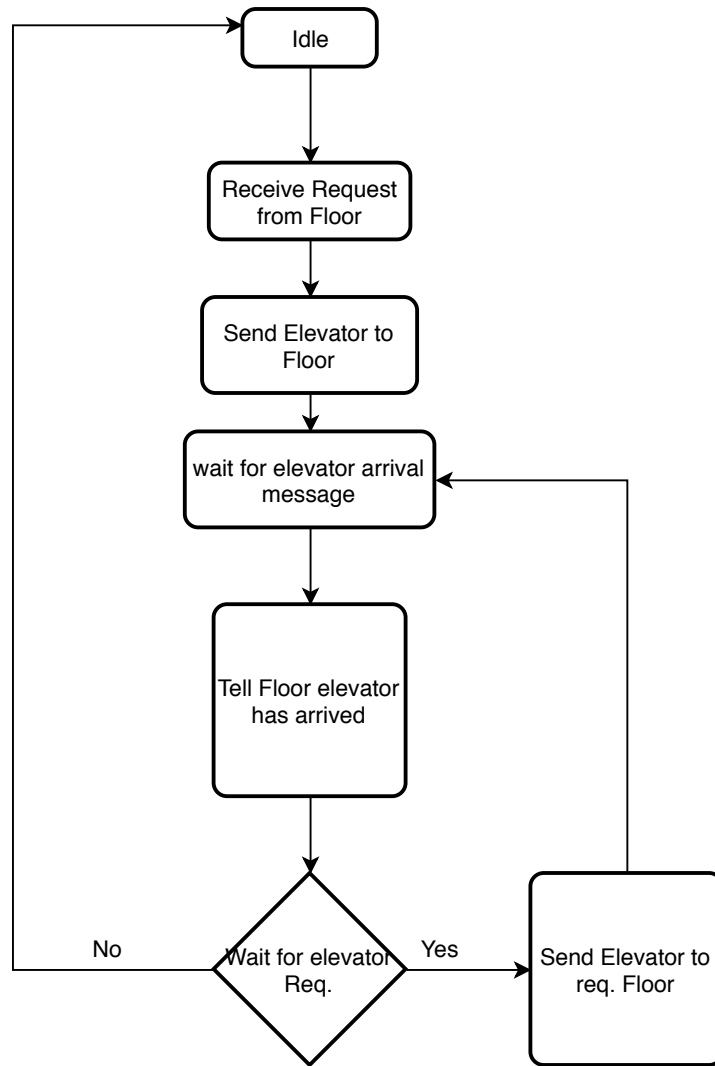 Idle
Receive Request
from Floor
Send Elevator to
Floor
wait for elevator arrival
message
Tell Floor elevator
has arrived
No
Wait for elevator
Req.
Yes
Send Elevator to
req. Floor